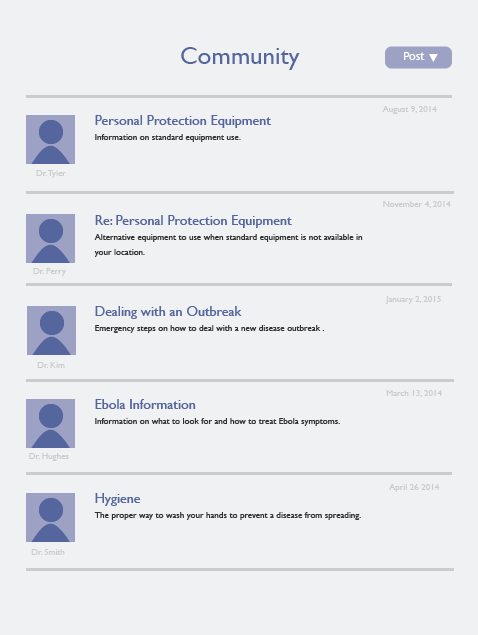 Community
Post ▼
August 9, 2014
Personal Protection Equipment
Information on standard equipment use.
Dr. Tyler
November 4, 2014
Re: Personal Protection Equipment
Alternative equipment to use when standard equipment is not available in
your location.
Dr. Perry
January 2, 2015
Dealing with an Outbreak
Emergency steps on how to deal with a new disease outbreak .
Dr. Kim
March 13, 2014
Ebola Information
Information on what to look for and how to treat Ebola symptoms.
Dr. Hughes
April 26 2014
Hygiene
The proper way to wash your hands to prevent a disease from spreading.
Dr. Smith